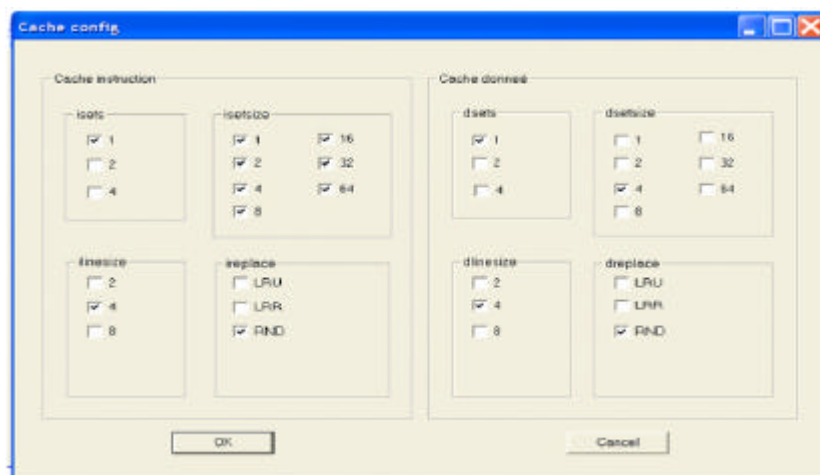 Cache config
Cache instruction
isets
1
2
4
isetsize
1
2
4
8
16
32
64
ilinesize
2
4
8
ireplace
LRU
LRR
RND
Cache donneé
dsets
1
2
4
dsetsize
1
2
4
8
16
32
64
dlinesize
2
4
8
dreplace
LRU
LRR
RND
OK
Cancel